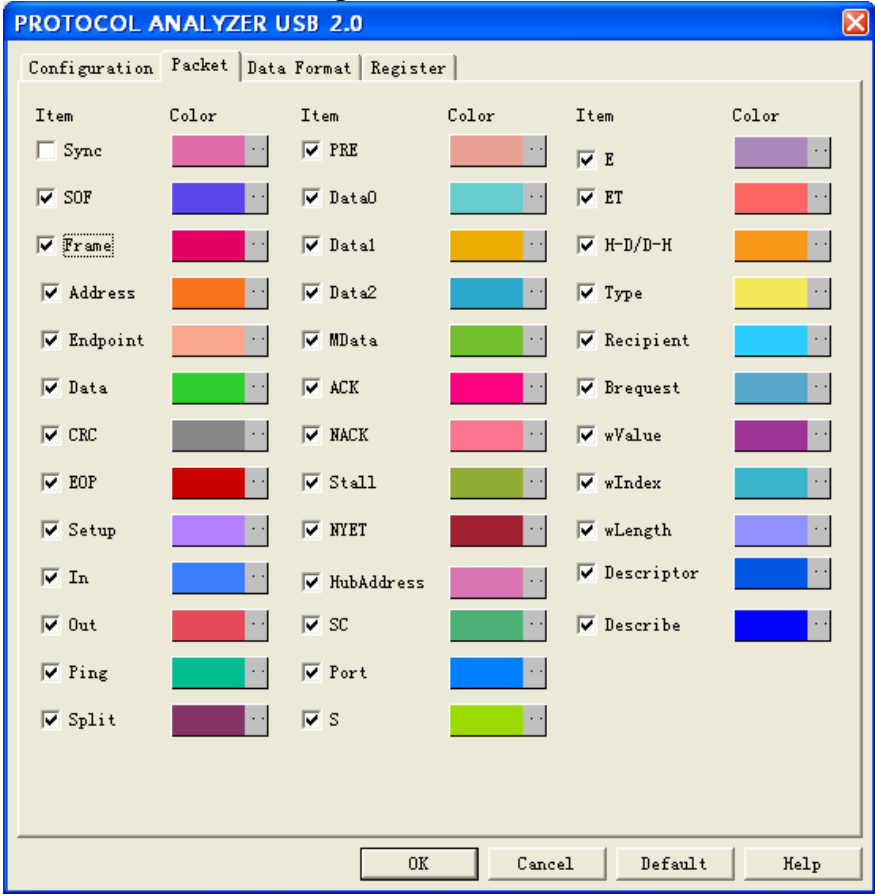 PROTOCOL ANALYZER USB 2.0
Configuration Packet Data Format Register
Item Color Item Color Item Color
Sync PRE E
SOF Data0 ET
Frame Data1 H-D/D-H
Address Data2 Type
Endpoint MData Recipient
Data ACK Brequest
CRC NACK wValue
EOP Stall wIndex
Setup NYET wLength
In HubAddress Descriptor
Out SC Describe
Ping Port
Split S
OK Cancel Default Help